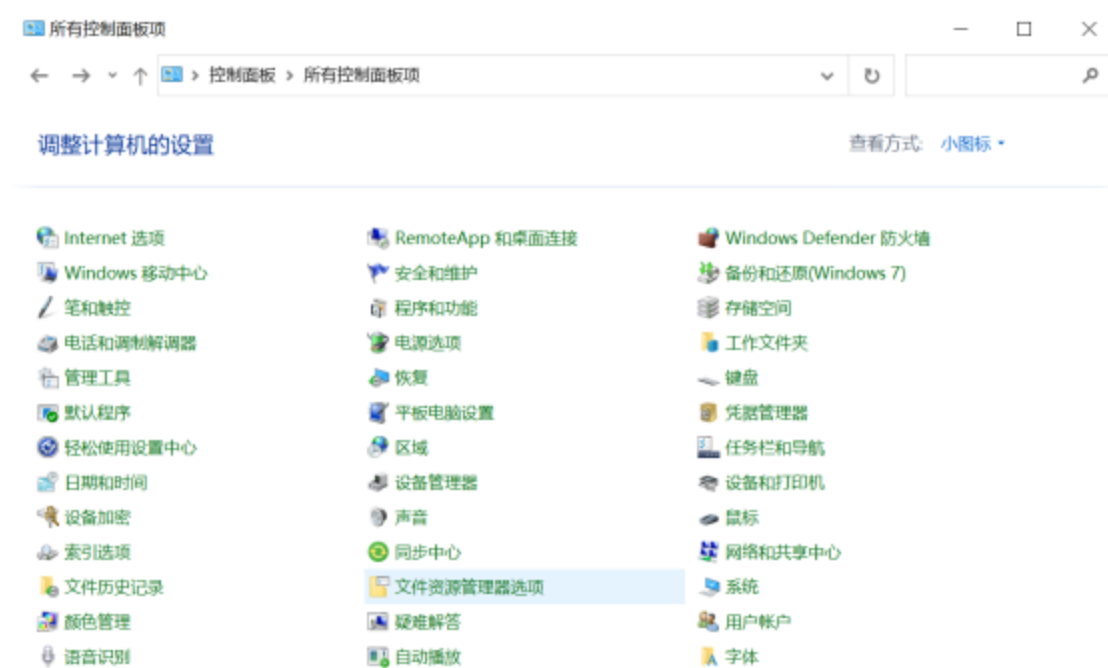 所有控制面板项
控制面板 › 所有控制面板项
调整计算机的设置
查看方式: 小图标
Internet 选项 RemoteApp 和桌面连接 Windows Defender 防火墙
Windows 移动中心 安全和维护 备份和还原(Windows 7)
笔和触控 程序和功能 存储空间
电话和调制解调器 电源选项 工作文件夹
管理工具 恢复 键盘
默认程序 平板电脑设置 凭据管理器
轻松使用设置中心 区域 任务栏和导航
日期和时间 设备管理器 设备和打印机
设备加密 声音 鼠标
索引选项 同步中心 网络和共享中心
文件历史记录 文件资源管理器选项 系统
颜色管理 疑难解答 用户帐户
语音识别 自动播放 字体